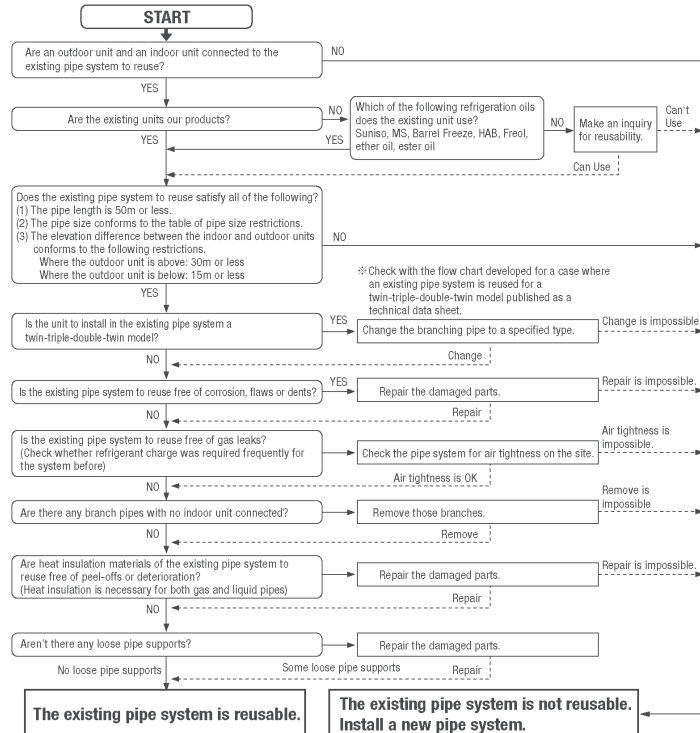 START
Are an outdoor unit and an indoor unit connected to the
existing pipe system to reuse?
NO
YES
Are the existing units our products?
NO
Which of the following refrigeration oils
does the existing unit use?
Suniso, MS, Barrel Freeze, HAB, Freol,
ether oil, ester oil
NO
Make an inquiry
for reusability.
Can't
Use
YES
YES
Can Use
Does the existing pipe system to reuse satisfy all of the following?
(1) The pipe length is 50m or less.
(2) The pipe size conforms to the table of pipe size restrictions.
(3) The elevation difference between the indoor and outdoor units
conforms to the following restrictions.
Where the outdoor unit is above: 30m or less
Where the outdoor unit is below: 15m or less
NO
YES
※Check with the flow chart developed for a case where
an existing pipe system is reused for a
twin-triple-double-twin model published as a
technical data sheet.
Is the unit to install in the existing pipe system a
twin-triple-double-twin model?
YES
Change the branching pipe to a specified type.
Change is impossible.
NO
Change
Is the existing pipe system to reuse free of corrosion, flaws or dents?
YES
Repair the damaged parts.
Repair is impossible.
NO
Repair
Is the existing pipe system to reuse free of gas leaks?
(Check whether refrigerant charge was required frequently for
the system before)
Check the pipe system for air tightness on the site.
Air tightness is
impossible.
NO
Air tightness is OK
Are there any branch pipes with no indoor unit connected?
Remove those branches.
Remove is
impossible
NO
Remove
Are heat insulation materials of the existing pipe system to
reuse free of peel-offs or deterioration?
(Heat insulation is necessary for both gas and liquid pipes)
Repair the damaged parts.
Repair is impossible.
NO
Repair
Aren't there any loose pipe supports?
Repair the damaged parts.
No loose pipe supports
Some loose pipe supports
Repair
The existing pipe system is reusable.
The existing pipe system is not reusable.
Install a new pipe system.